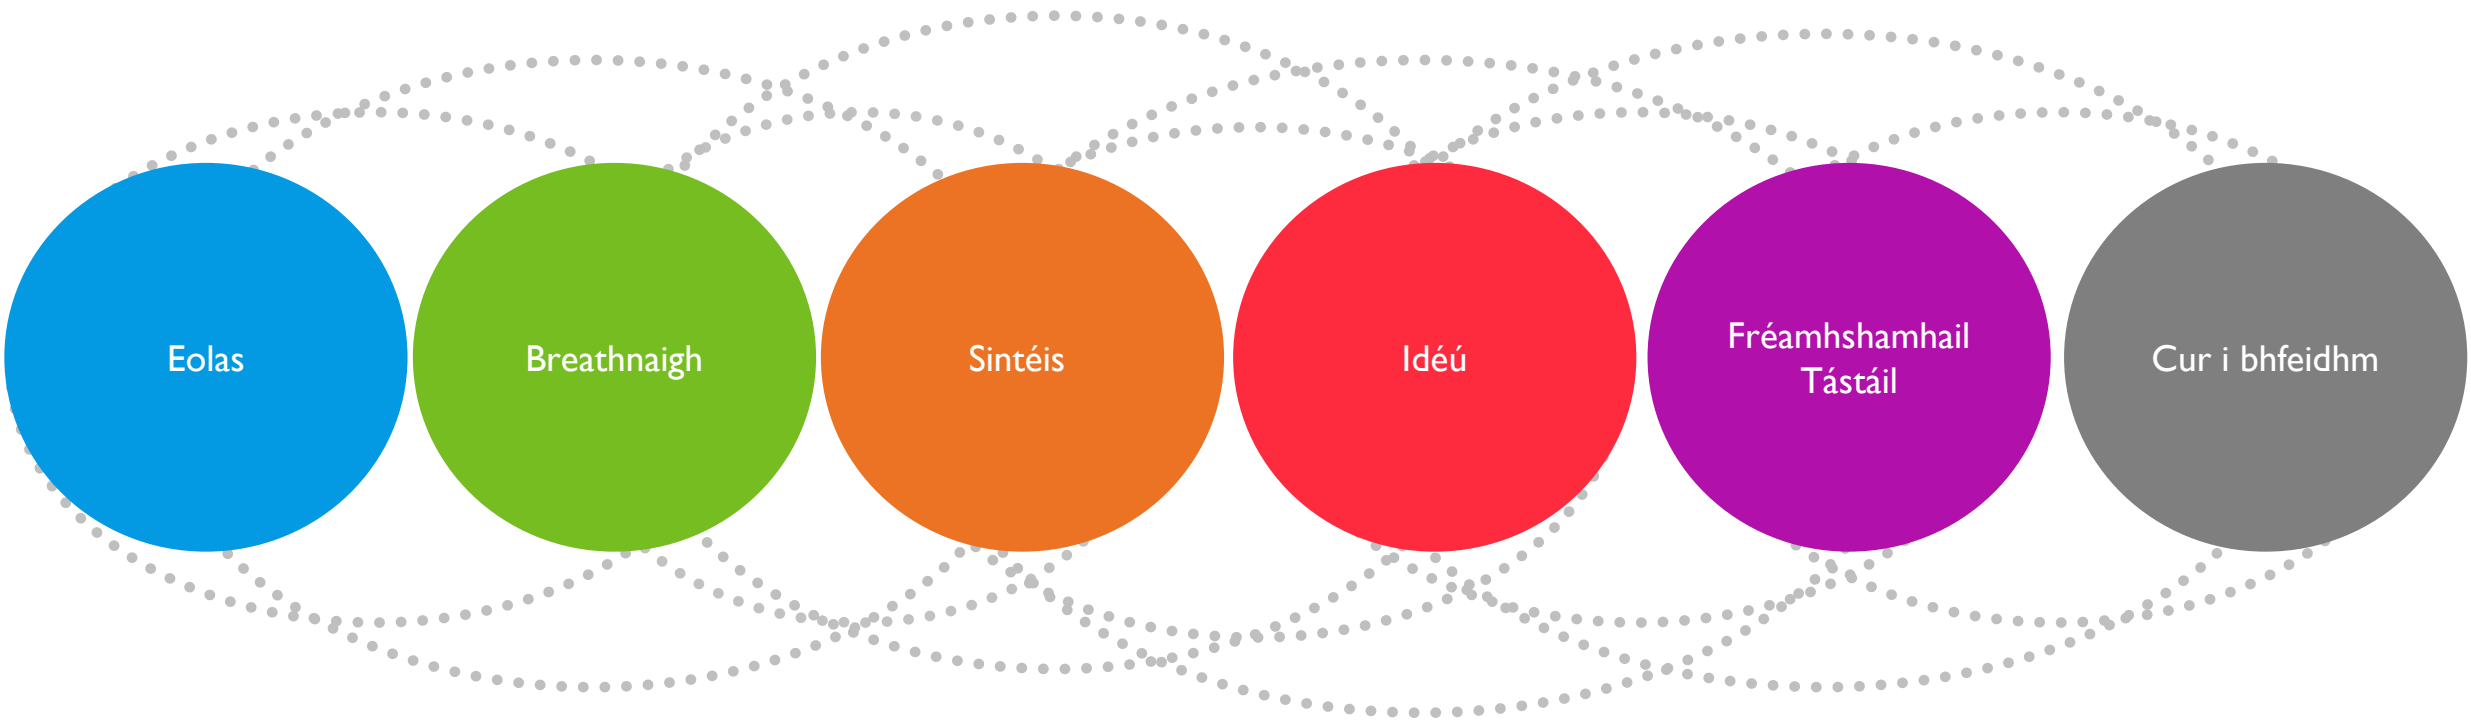 Eolas
Breathnaigh
Sintéis
Idéú
Fréamhshamhail
Tástáil
Cur i bhfeidhm